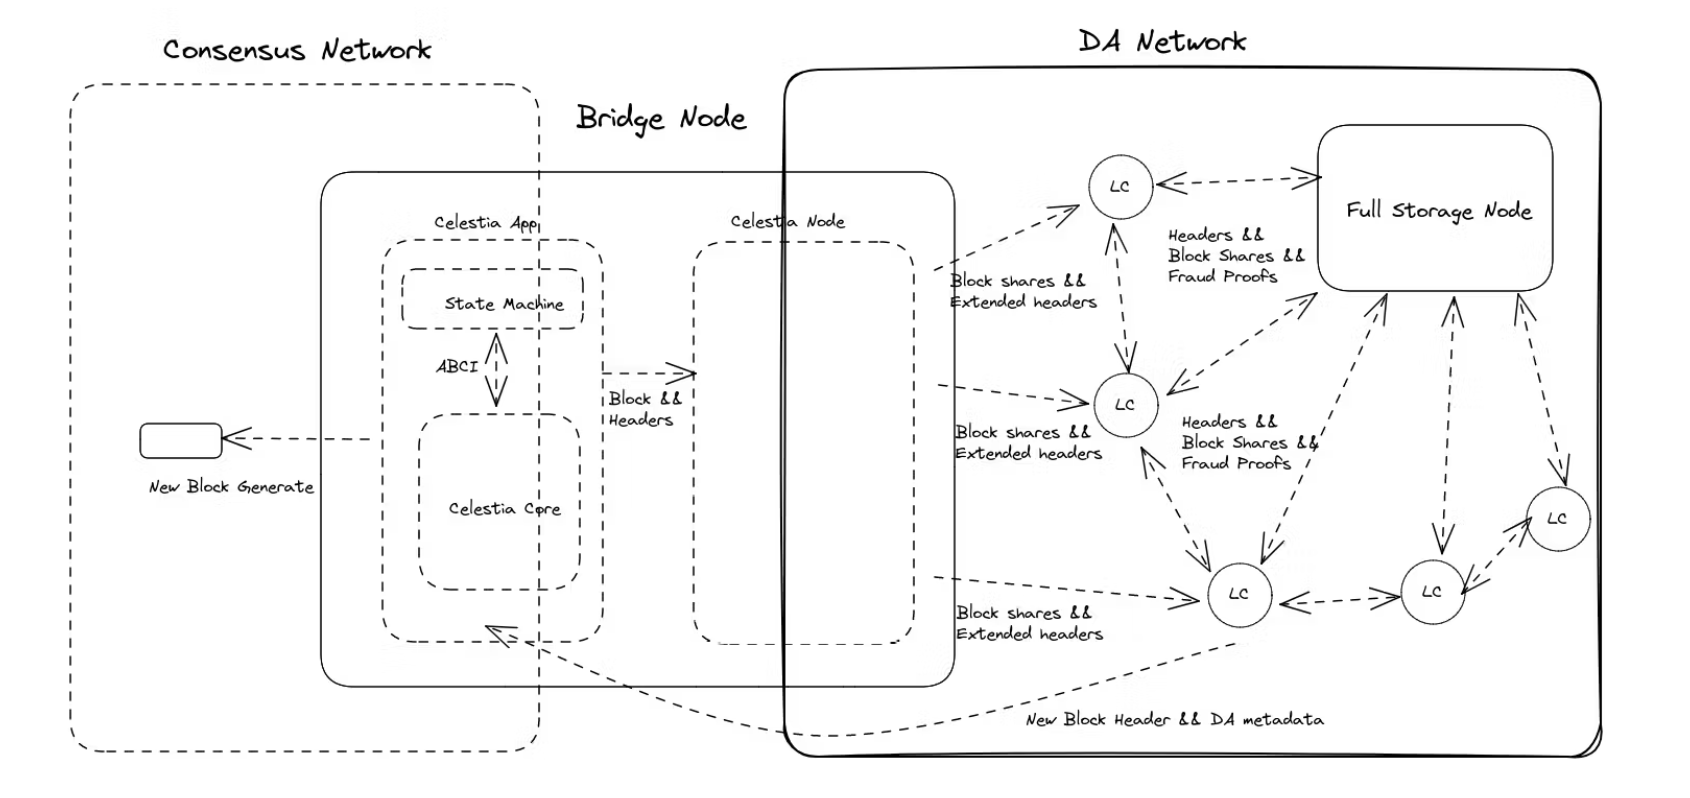 Consensus Network
DA Network
Bridge Node
Celestia App
Celestia Node
State Machine
ABCI
Block &&
Headers
Celestia Core
New Block Generate
LC
Full Storage Node
Headers &&
Block Shares &&
Fraud Proofs
Block shares &&
Extended headers
LC
Headers &&
Block Shares &&
Fraud Proofs
Block shares &&
Extended headers
LC
LC
LC
Block shares &&
Extended headers
New Block Header && DA metadata